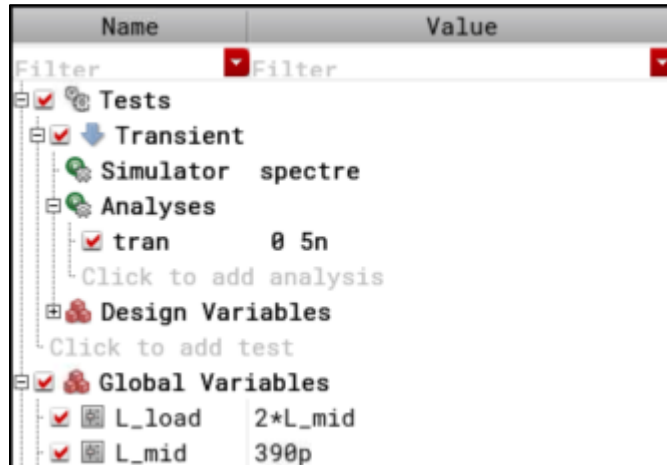 Name Value
Filter Filter
Tests
Transient
Simulator spectre
Analyses
tran 0 5n
Click to add analysis
Design Variables
Click to add test
Global Variables
L_load 2*L_mid
L_mid 390p